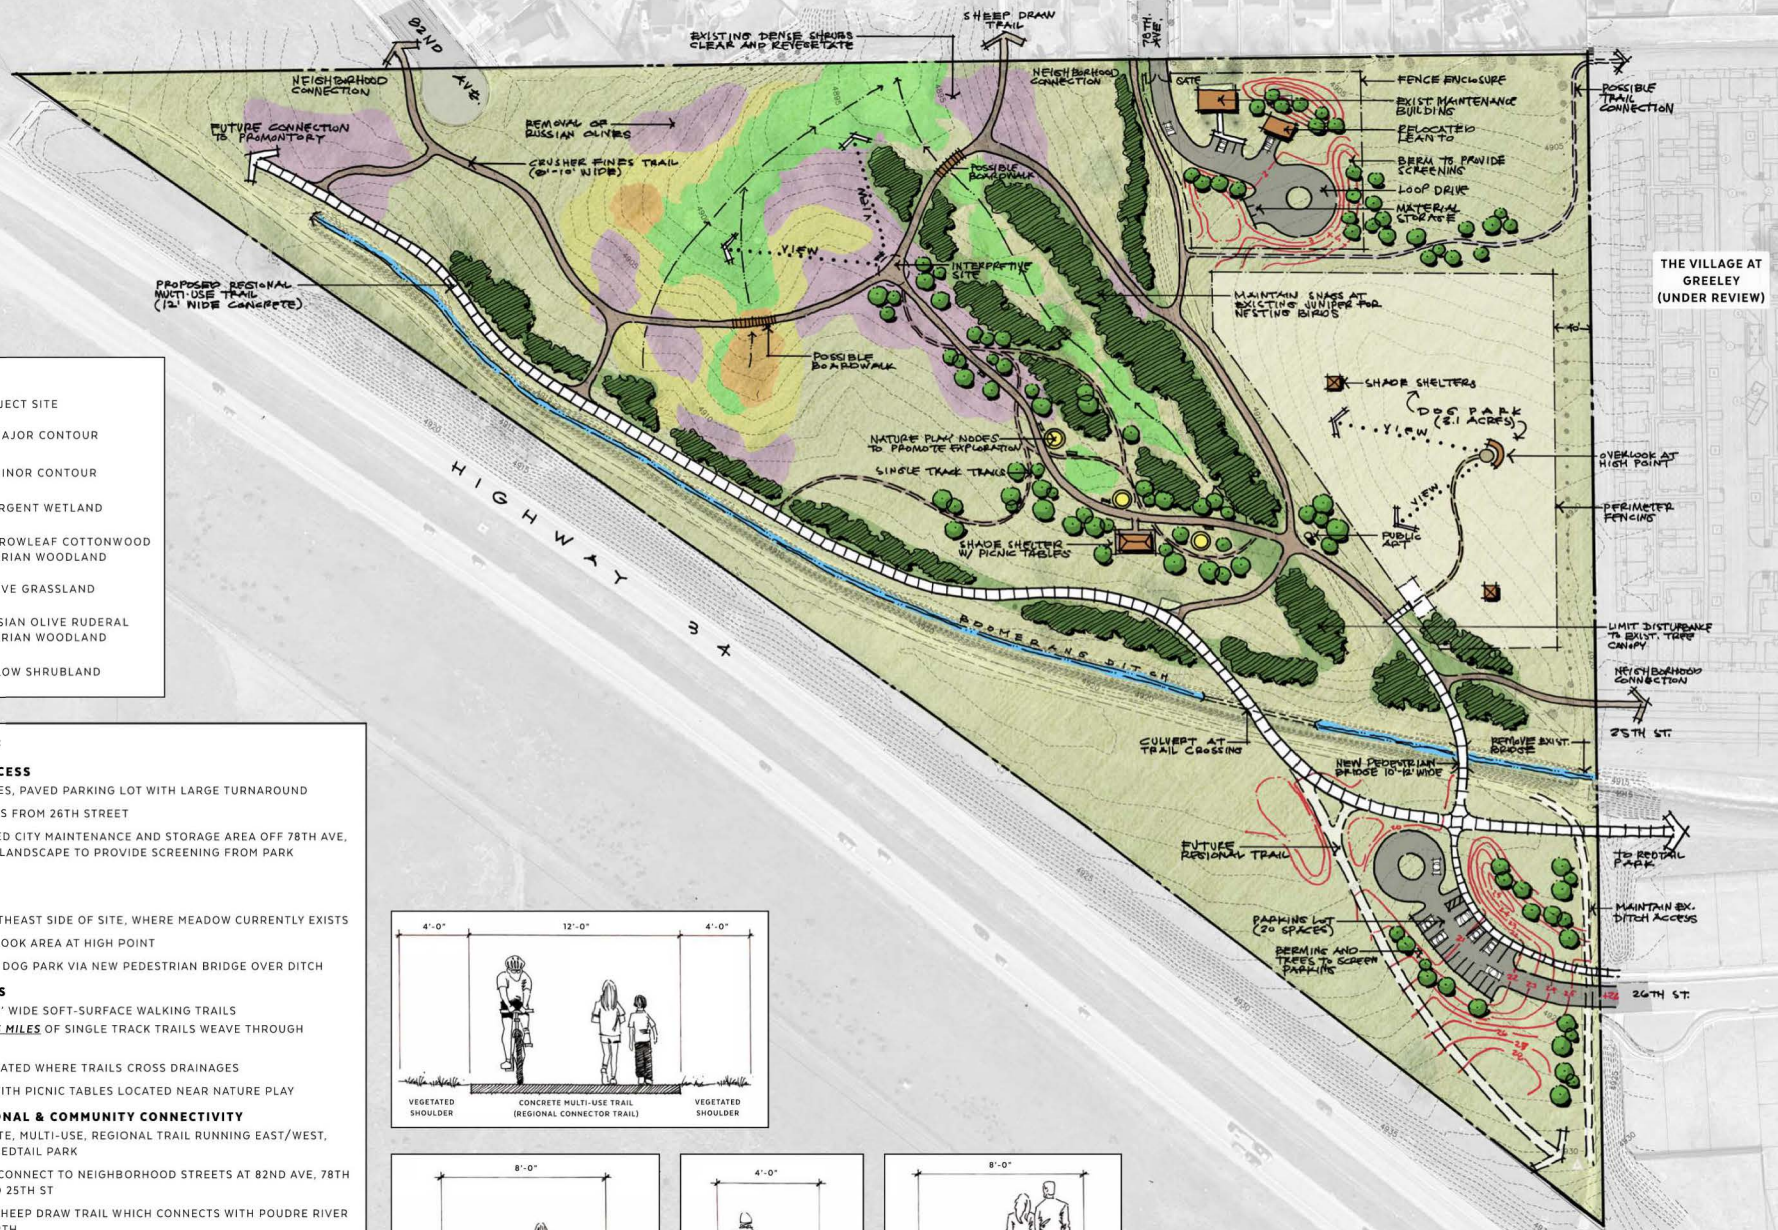 82ND
AVE.
SHEEP DRAW
TRAIL
78TH
AVE.
EXISTING DENSE SHRUBS
CLEAR AND REVEGETATE
NEIGHBORHOOD
CONNECTION
NEIGHBORHOOD
CONNECTION
GATE
FENCE ENCLOSURE
POSSIBLE
TRAIL
CONNECTION
EXIST MAINTENANCE
BUILDING
FUTURE CONNECTION
TO PROMONTORY
REMOVAL OF
RUSSIAN OLIVES
RELOCATED
LEAN TO
CRUSHER FINES TRAIL
(8'-10' WIDE)
POSSIBLE
BOARDWALK
BERM TO PROVIDE
SCREENING
LOOP DRIVE
MATERIAL
STORAGE
VIEW
VIEW
INTERPRETIVE
SITE
THE VILLAGE AT
GREELEY
(UNDER REVIEW)
PROPOSED REGIONAL
MULTI-USE TRAIL
(12' WIDE CONCRETE)
MAINTAIN SNAGS AT
EXISTING JUNIPER FOR
NESTING BIRDS
40'
POSSIBLE
BOARDWALK
SHADE SHELTERS
DOG PARK
(3.1 ACRES)
VIEW
NATURE PLAY NODES
TO PROMOTE EXPLORATION
SINGLE TRACK TRAILS
OVERLOOK AT
HIGH POINT
VIEW
PERIMETER
FENCING
PUBLIC
ART
SHADE SHELTER
W/ PICNIC TABLES
HIGHWAY 34
BOOMERANG DITCH
LIMIT DISTURBANCE
TO EXIST. TREE
CANOPY
NEIGHBORHOOD
CONNECTION
25TH ST.
CULVERT AT
TRAIL CROSSING
REMOVE EXIST.
BRIDGE
NEW PEDESTRIAN
BRIDGE 10'-12' WIDE
FUTURE
REGIONAL TRAIL
TO REDTAIL
PARK
MAINTAIN EX.
DITCH ACCESS
PARKING LOT
(20 SPACES)
BERMING AND
TREES TO SCREEN
PARKING
26TH ST.
JECT SITE
AJOR CONTOUR
INOR CONTOUR
RGENT WETLAND
ROWLEAF COTTONWOOD
RIAN WOODLAND
VE GRASSLAND
SIAN OLIVE RUDERAL
RIAN WOODLAND
OW SHRUBLAND
CESS
ES, PAVED PARKING LOT WITH LARGE TURNAROUND
S FROM 26TH STREET
ED CITY MAINTENANCE AND STORAGE AREA OFF 78TH AVE,
LANDSCAPE TO PROVIDE SCREENING FROM PARK
THEAST SIDE OF SITE, WHERE MEADOW CURRENTLY EXISTS
OOK AREA AT HIGH POINT
DOG PARK VIA NEW PEDESTRIAN BRIDGE OVER DITCH
S
' WIDE SOFT-SURFACE WALKING TRAILS
MILES OF SINGLE TRACK TRAILS WEAVE THROUGH
ATED WHERE TRAILS CROSS DRAINAGES
ITH PICNIC TABLES LOCATED NEAR NATURE PLAY
ONAL & COMMUNITY CONNECTIVITY
TE, MULTI-USE, REGIONAL TRAIL RUNNING EAST/WEST,
EDTAIL PARK
CONNECT TO NEIGHBORHOOD STREETS AT 82ND AVE, 78TH
25TH ST
HEEP DRAW TRAIL WHICH CONNECTS WITH POUDRE RIVER
4'-0" 12'-0" 4'-0"
VEGETATED
SHOULDER
CONCRETE MULTI-USE TRAIL
(REGIONAL CONNECTOR TRAIL)
VEGETATED
SHOULDER
8'-0"
4'-0"
8'-0"